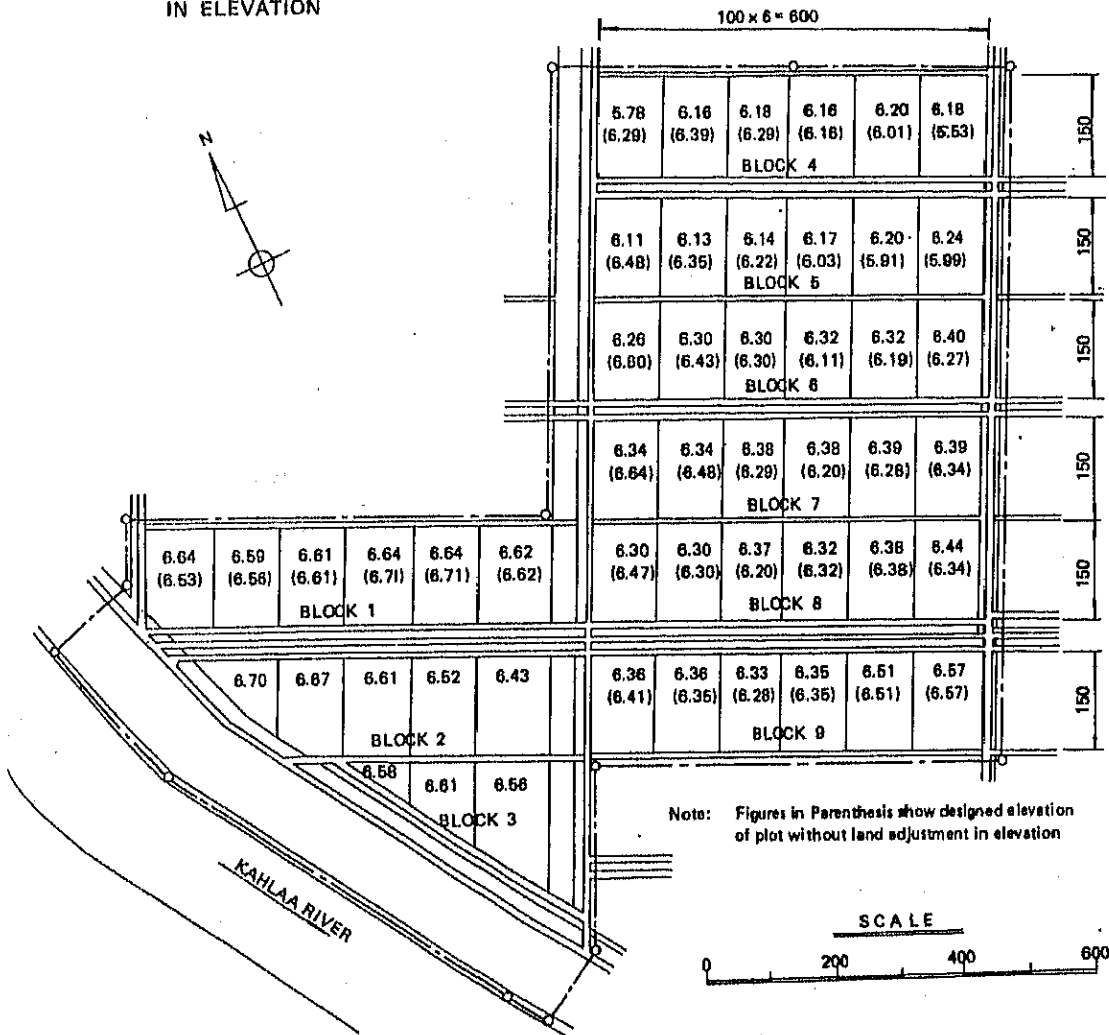 IN ELEVATION
100 x 6 = 600
N
5.78 6.16 6.18 6.16 6.20 6.18
(6.29) (6.39) (6.29) (6.16) (6.01) (5.53)
BLOCK 4
150
6.11 6.13 6.14 6.17 6.20 6.24
(6.48) (6.35) (6.22) (6.03) (5.91) (5.99)
BLOCK 5
150
6.26 6.30 6.30 6.32 6.32 6.40
(6.60) (6.43) (6.30) (6.11) (6.19) (6.27)
BLOCK 6
150
6.34 6.34 6.38 6.38 6.39 6.39
(6.64) (6.48) (6.29) (6.20) (6.28) (6.34)
BLOCK 7
150
6.64 6.59 6.61 6.64 6.64 6.62
(6.53) (6.56) (6.61) (6.71) (6.71) (6.62)
BLOCK 1
6.30 6.30 6.37 6.32 6.38 6.44
(6.47) (6.30) (6.20) (6.32) (6.38) (6.34)
BLOCK 8
150
6.70 6.67 6.61 6.52 6.43
BLOCK 2
6.36 6.36 6.33 6.35 6.51 6.57
(6.41) (6.35) (6.28) (6.35) (6.51) (6.57)
BLOCK 9
150
6.58 6.61 6.56
BLOCK 3
Note: Figures in Parenthesis show designed elevation
of plot without land adjustment in elevation
KAHLAA RIVER
SCALE
0 200 400 600